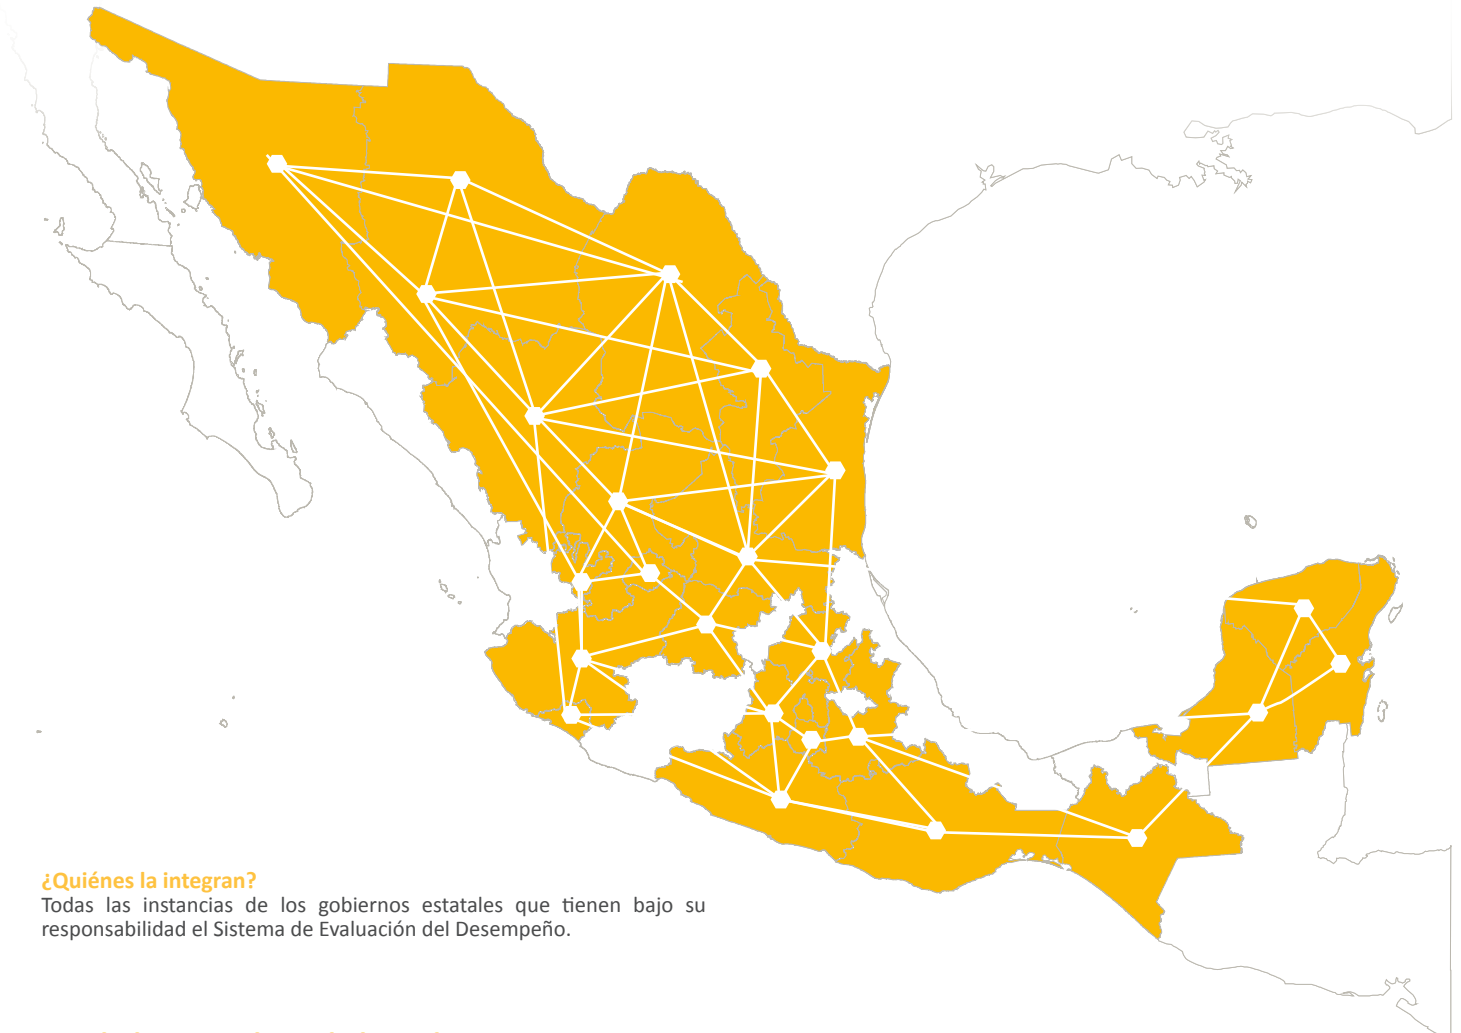 ¿Quiénes la integran?
Todas las instancias de los gobiernos estatales que tienen bajo su
responsabilidad el Sistema de Evaluación del Desempeño.